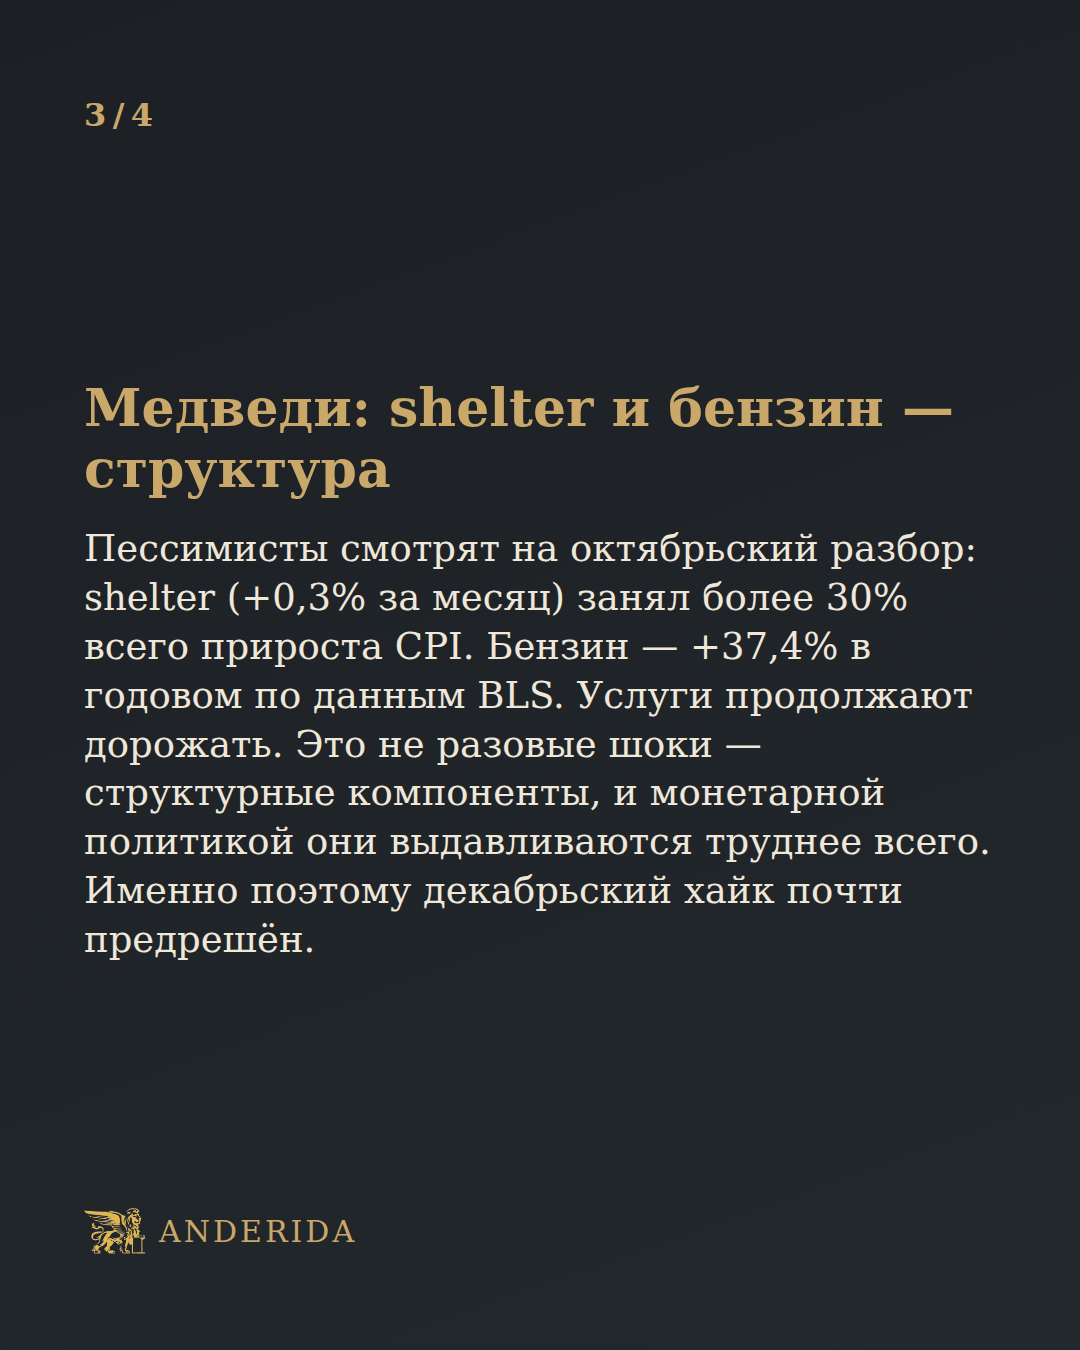 3/4
Медведи: shelter и бензин —
структура
Пессимисты смотрят на октябрьский разбор:
shelter (+0,3% за месяц) занял более 30%
всего прироста CPI. Бензин — +37,4% в
годовом по данным BLS. Услуги продолжают
дорожать. Это не разовые шоки —
структурные компоненты, и монетарной
политикой они выдавливаются труднее всего.
Именно поэтому декабрьский хайк почти
предрешён.
ANDERIDA